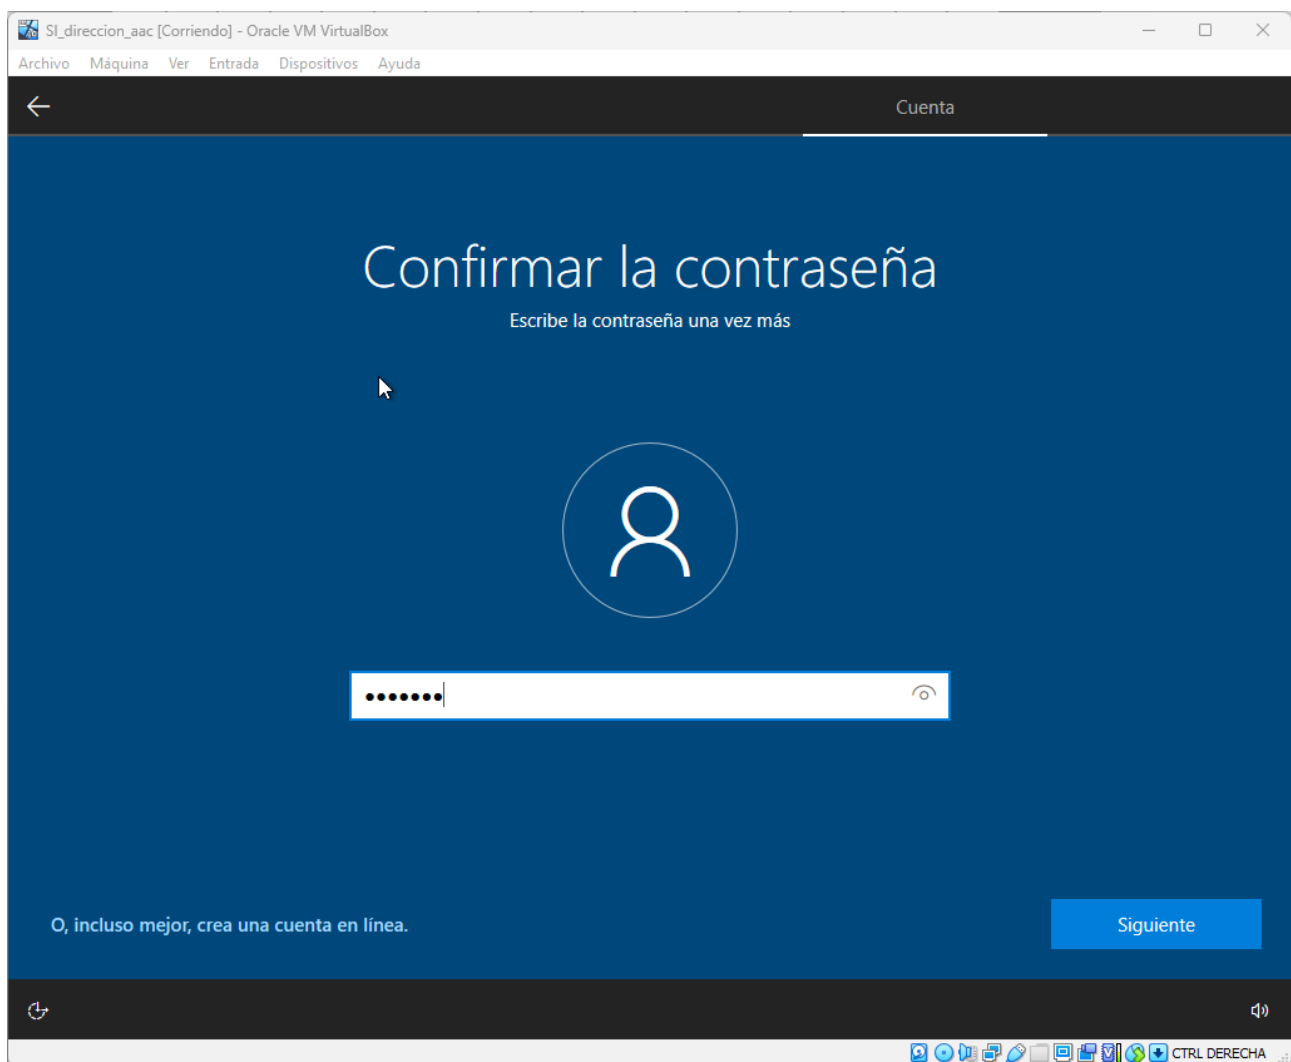 SI_direccion_aac [Corriendo] - Oracle VM VirtualBox
Archivo Máquina Ver Entrada Dispositivos Ayuda
Cuenta
Confirmar la contraseña
Escribe la contraseña una vez más
•••••••
O, incluso mejor, crea una cuenta en línea.
Siguiente
CTRL DERECHA